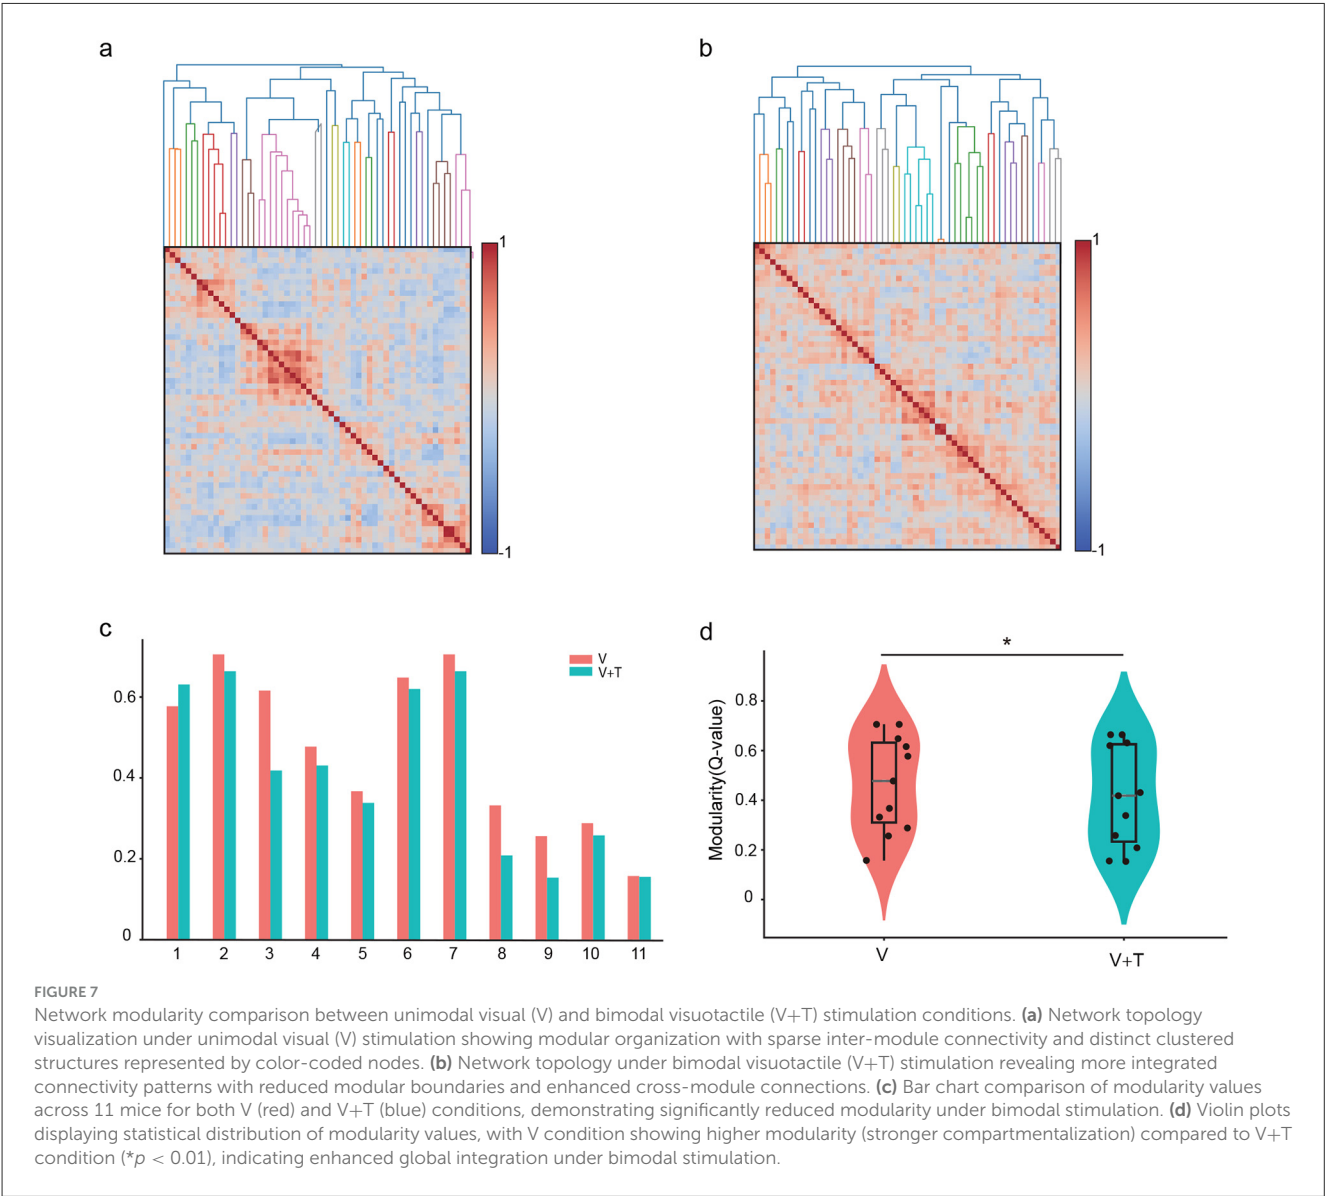 a
b
1
-1
1
-1
c
V
V+T
0.6
0.4
0.2
0
1 2 3 4 5 6 7 8 9 10 11
d
*
Modularity(Q-value)
0.8
0.6
0.4
0.2
0
V
V+T
FIGURE 7
Network modularity comparison between unimodal visual (V) and bimodal visuotactile (V+T) stimulation conditions. (a) Network topology
visualization under unimodal visual (V) stimulation showing modular organization with sparse inter-module connectivity and distinct clustered
structures represented by color-coded nodes. (b) Network topology under bimodal visuotactile (V+T) stimulation revealing more integrated
connectivity patterns with reduced modular boundaries and enhanced cross-module connections. (c) Bar chart comparison of modularity values
across 11 mice for both V (red) and V+T (blue) conditions, demonstrating significantly reduced modularity under bimodal stimulation. (d) Violin plots
displaying statistical distribution of modularity values, with V condition showing higher modularity (stronger compartmentalization) compared to V+T
condition (*p < 0.01), indicating enhanced global integration under bimodal stimulation.